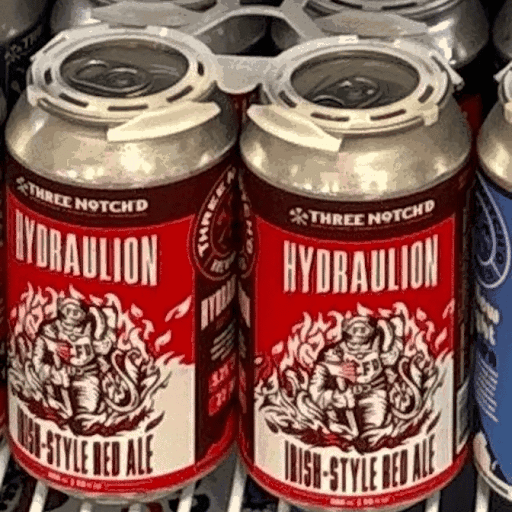 THREE NOTCH'D
HYDRAULION
IRISH-STYLE RED ALE
THREE NOTCH'D
HYDRAULION
IRISH-STYLE RED ALE